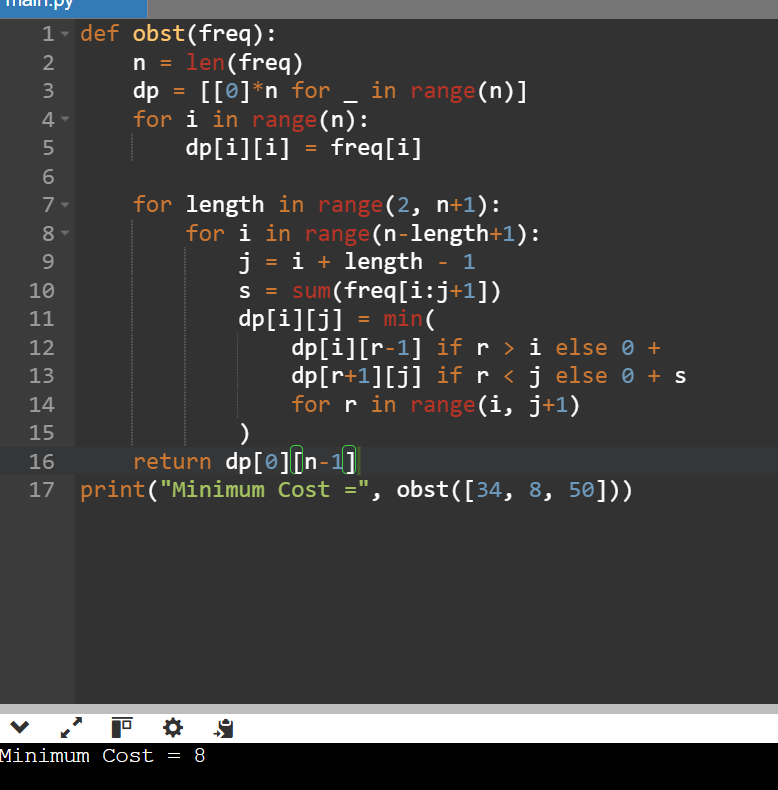 main.py
1 def obst(freq):
2     n = len(freq)
3     dp = [[0]*n for _ in range(n)]
4     for i in range(n):
5         dp[i][i] = freq[i]
6
7     for length in range(2, n+1):
8         for i in range(n-length+1):
9             j = i + length - 1
10             s = sum(freq[i:j+1])
11             dp[i][j] = min(
12                 dp[i][r-1] if r > i else 0 +
13                 dp[r+1][j] if r < j else 0 + s
14                 for r in range(i, j+1)
15             )
16     return dp[0][n-1]
17 print("Minimum Cost =", obst([34, 8, 50]))
Minimum Cost = 8